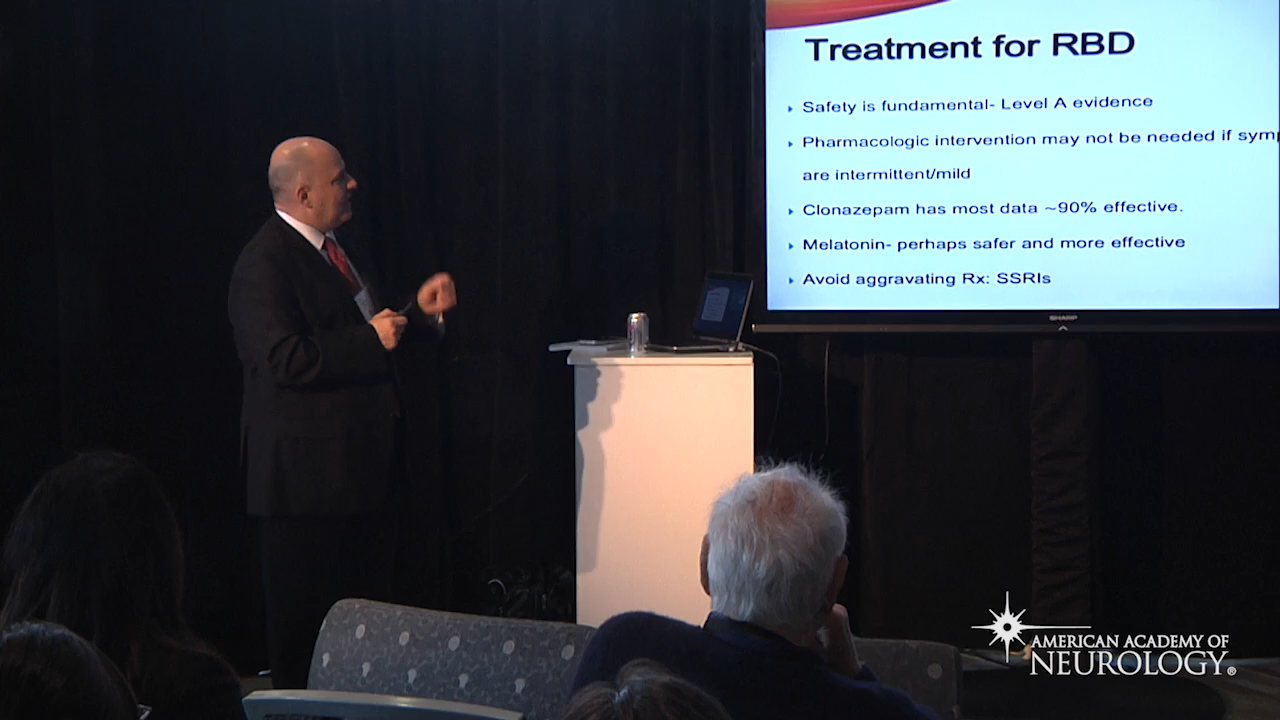 Treatment for RBD
Safety is fundamental- Level A evidence
Pharmacologic intervention may not be needed if
are intermittent/mild
Clonazepam has most data ~90% effective.
Melatonin- perhaps safer and more effective
Avoid aggravating Rx: SSRIs
SHARP
AMERICAN ACADEMY OF
NEUROLOGY®